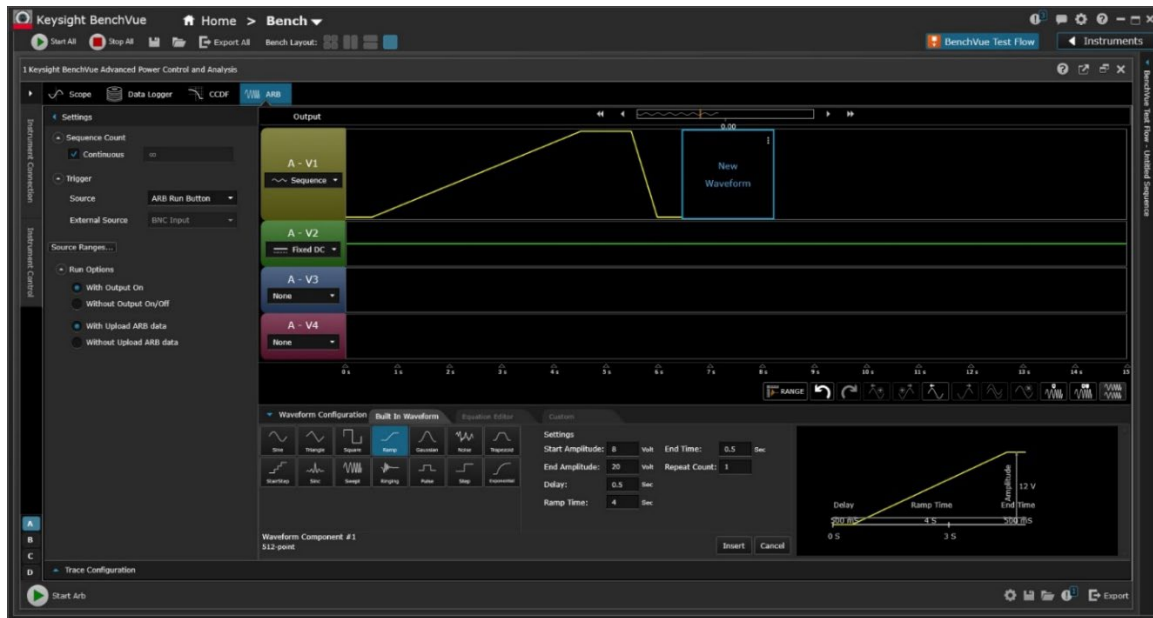 Keysight BenchVue
Home > Bench
Start All
Stop All
Export All
Bench Layout:
BenchVue Test Flow
Instruments
1 Keysight BenchVue Advanced Power Control and Analysis
Scope
Data Logger
CCDF
ARB
Instrument Connection
Instrument Control
BenchVue Test Flow - Untitled Sequence
Settings
Sequence Count
Continuous
∞
Trigger
Source
ARB Run Button
External Source
BNC Input
Source Ranges...
Run Options
With Output On
Without Output On/Off
With Upload ARB data
Without Upload ARB data
Output
0.00
A - V1
Sequence
New
Waveform
A - V2
Fixed DC
A - V3
None
A - V4
None
0 s 1 s 2 s 3 s 4 s 5 s 6 s 7 s 8 s 9 s 10 s 11 s 12 s 13 s 14 s 15
RANGE
Waveform Configuration
Built In Waveform
Equation Editor
Custom
Sine Triangle Square Ramp Gaussian Noise Trapezoid
StairStep Sinc Swept Ringing Pulse Step Exponential
Settings
Start Amplitude: 8 Volt End Time: 0.5 Sec
End Amplitude: 20 Volt Repeat Count: 1
Delay: 0.5 Sec
Ramp Time: 4 Sec
Waveform Component #1
512-point
Insert
Cancel
Amplitude
12 V
Delay Ramp Time End Time
500 mS 4 S 500 mS
0 S 3 S
A
B
C
D
Trace Configuration
Start Arb
Export